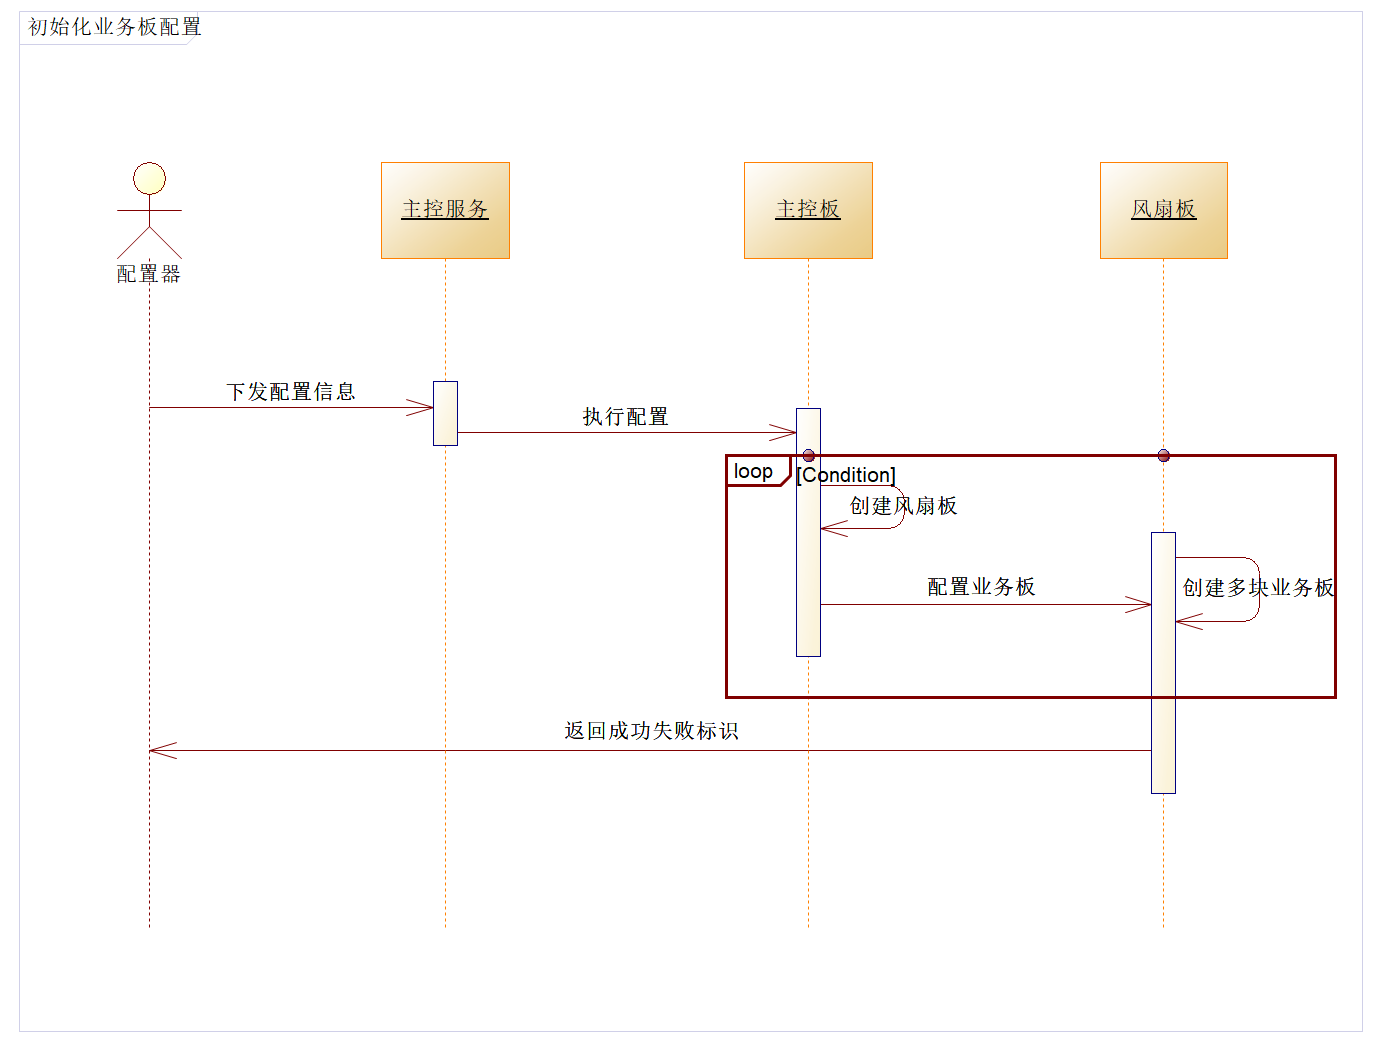 初始化业务板配置
主控服务
主控板
风扇板
配置器
下发配置信息
执行配置
loop
[Condition]
创建风扇板
配置业务板
创建多块业务板
返回成功失败标识